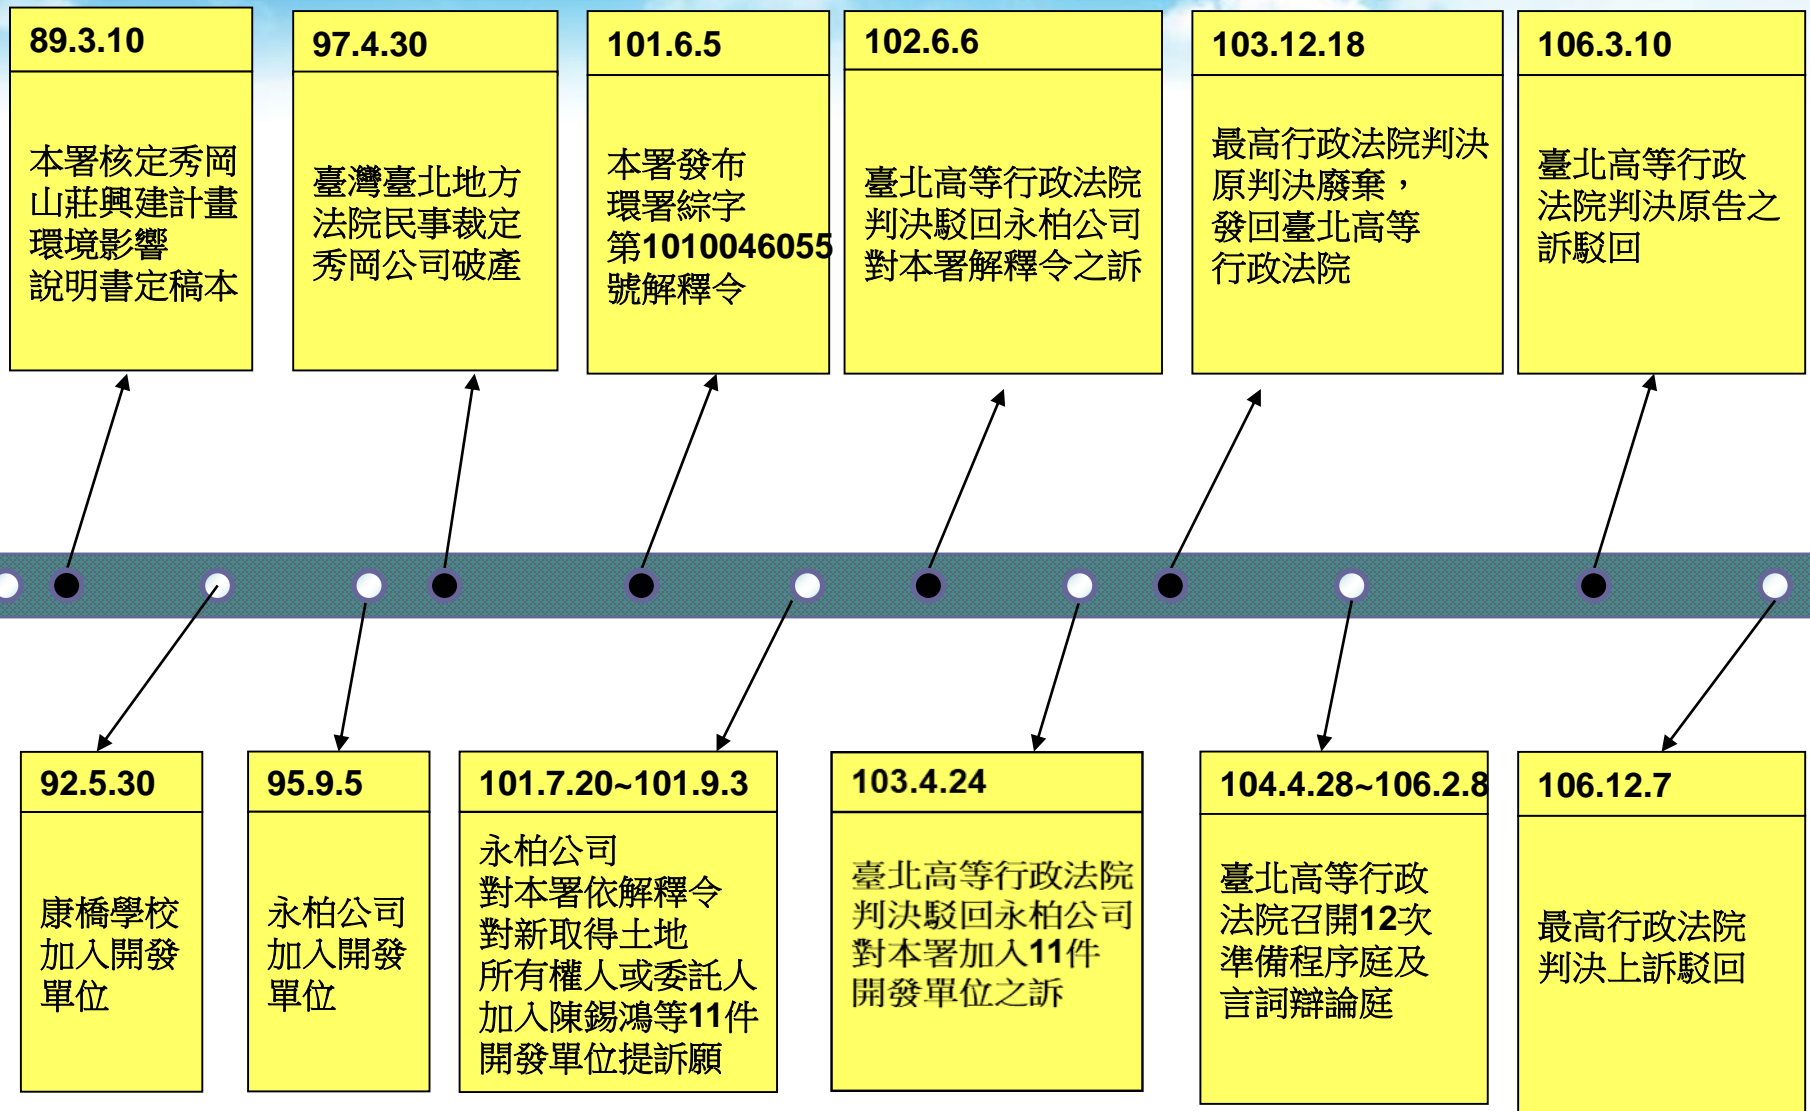 89.3.10
本署核定秀岡
山莊興建計畫
環境影響
說明書定稿本
97.4.30
臺灣臺北地方
法院民事裁定
秀岡公司破產
101.6.5
本署發布
環署綜字
第1010046055
號解釋令
102.6.6
臺北高等行政法院
判決駁回永柏公司
對本署解釋令之訴
103.12.18
最高行政法院判決
原判決廢棄，
發回臺北高等
行政法院
106.3.10
臺北高等行政
法院判決原告之
訴駁回
92.5.30
康橋學校
加入開發
單位
95.9.5
永柏公司
加入開發
單位
101.7.20~101.9.3
永柏公司
對本署依解釋令
對新取得土地
所有權人或委託人
加入陳錫鴻等11件
開發單位提訴願
103.4.24
臺北高等行政法院
判決駁回永柏公司
對本署加入11件
開發單位之訴
104.4.28~106.2.8
臺北高等行政
法院召開12次
準備程序庭及
言詞辯論庭
106.12.7
最高行政法院
判決上訴駁回